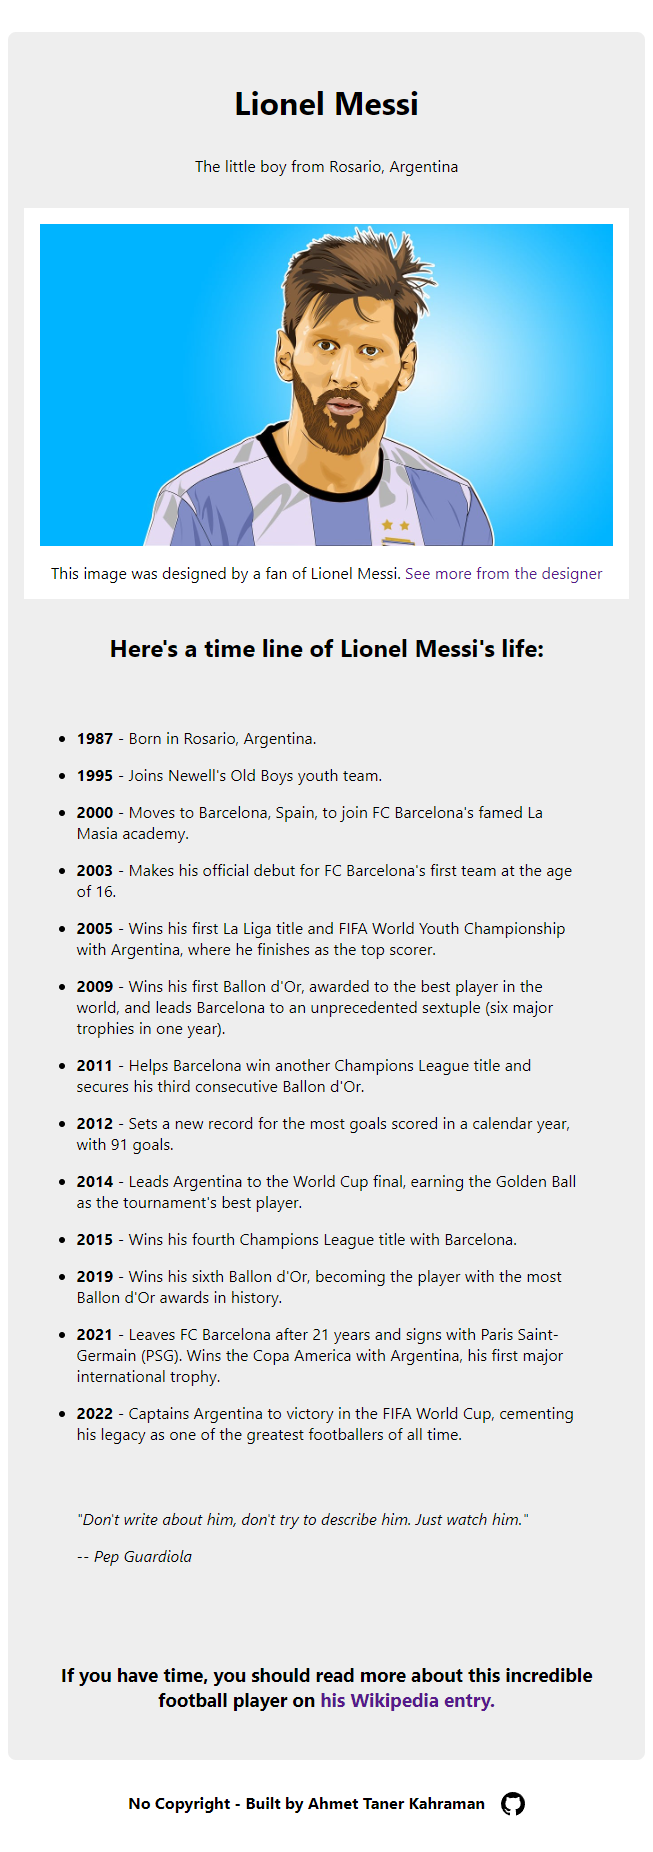 Lionel Messi
The little boy from Rosario, Argentina
This image was designed by a fan of Lionel Messi. See more from the designer
Here's a time line of Lionel Messi's life:
• 1987 - Born in Rosario, Argentina.
• 1995 - Joins Newell's Old Boys youth team.
• 2000 - Moves to Barcelona, Spain, to join FC Barcelona's famed La
Masia academy.
• 2003 - Makes his official debut for FC Barcelona's first team at the age
of 16.
• 2005 - Wins his first La Liga title and FIFA World Youth Championship
with Argentina, where he finishes as the top scorer.
• 2009 - Wins his first Ballon d'Or, awarded to the best player in the
world, and leads Barcelona to an unprecedented sextuple (six major
trophies in one year).
• 2011 - Helps Barcelona win another Champions League title and
secures his third consecutive Ballon d'Or.
• 2012 - Sets a new record for the most goals scored in a calendar year,
with 91 goals.
• 2014 - Leads Argentina to the World Cup final, earning the Golden Ball
as the tournament's best player.
• 2015 - Wins his fourth Champions League title with Barcelona.
• 2019 - Wins his sixth Ballon d'Or, becoming the player with the most
Ballon d'Or awards in history.
• 2021 - Leaves FC Barcelona after 21 years and signs with Paris Saint-
Germain (PSG). Wins the Copa America with Argentina, his first major
international trophy.
• 2022 - Captains Argentina to victory in the FIFA World Cup, cementing
his legacy as one of the greatest footballers of all time.
"Don't write about him, don't try to describe him. Just watch him."
-- Pep Guardiola
If you have time, you should read more about this incredible
football player on his Wikipedia entry.
No Copyright - Built by Ahmet Taner Kahraman